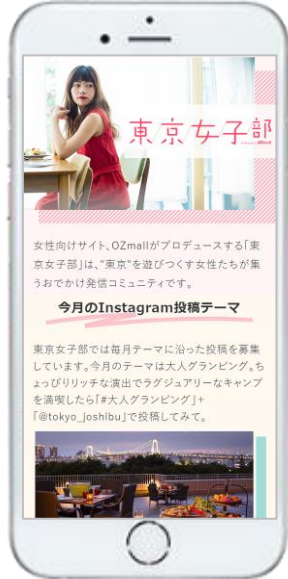 東京女子部
女性向けサイト、OZmallがプロデュースする「東
京女子部」は、"東京"を遊びつくす女性たちが集
うおでかけ発信コミュニティです。
今月のInstagram投稿テーマ
東京女子部では毎月テーマに沿った投稿を募集
しています。今月のテーマは大人グランピング。ち
ょっぴりリッチな演出でラグジュアリーなキャンプ
を満喫したら「#大人グランピング」+
「@tokyo_joshibu」で投稿してみて。